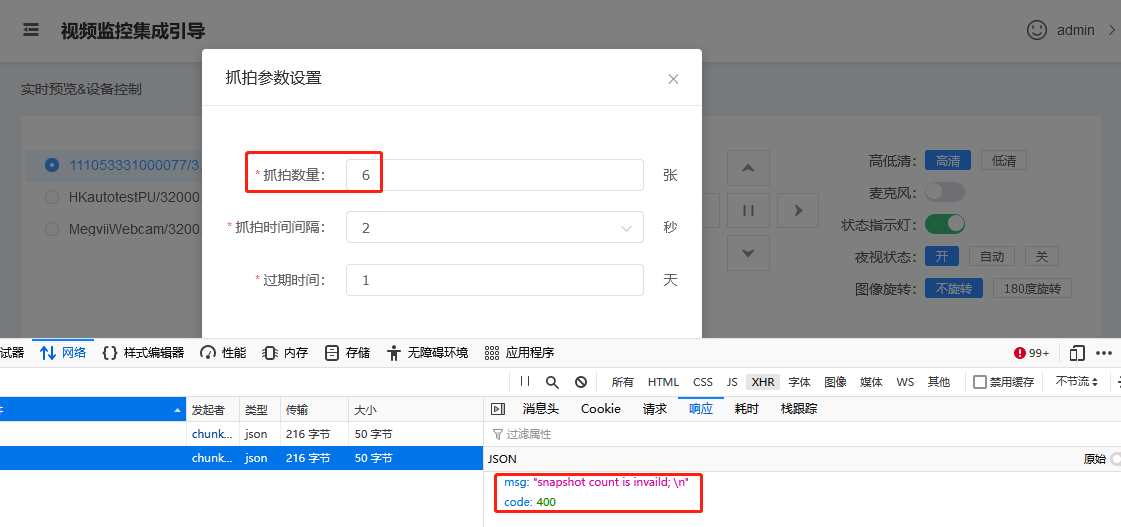 视频监控集成引导
admin
抓拍参数设置
实时预览&设备控制
111053331000077/3.
HKautotestPU/32000
MegviiWebcam/3200
*抓拍数量: 6 张
*抓拍时间间隔: 2 秒
*过期时间: 1 天
高低清: 高清 低清
麦克风:
状态指示灯:
夜视状态: 开 自动 关
图像旋转: 不旋转 180度旋转
试器 网络 {} 样式编辑器 性能 内存 存储 无障碍环境 应用程序 99+
所有 HTML CSS JS XHR 字体 图像 媒体 WS 其他 禁用缓存 不节流
发起者 类型 传输 大小
消息头 Cookie 请求 响应 耗时 栈跟踪
chunk... json 216 字节 50 字节
过滤属性
chunk... json 216 字节 50 字节
JSON 原始
msg: "snapshot count is invaild; \n"
code: 400